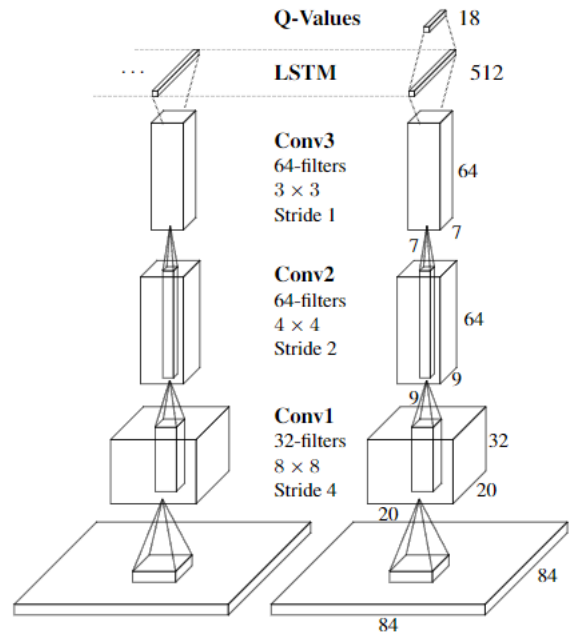 Q-Values 18
··· LSTM 512
Conv3
64-filters
3 × 3
Stride 1
64
7
7
Conv2
64-filters
4 × 4
Stride 2
64
9
9
Conv1
32-filters
8 × 8
Stride 4
32
20
20
84
84